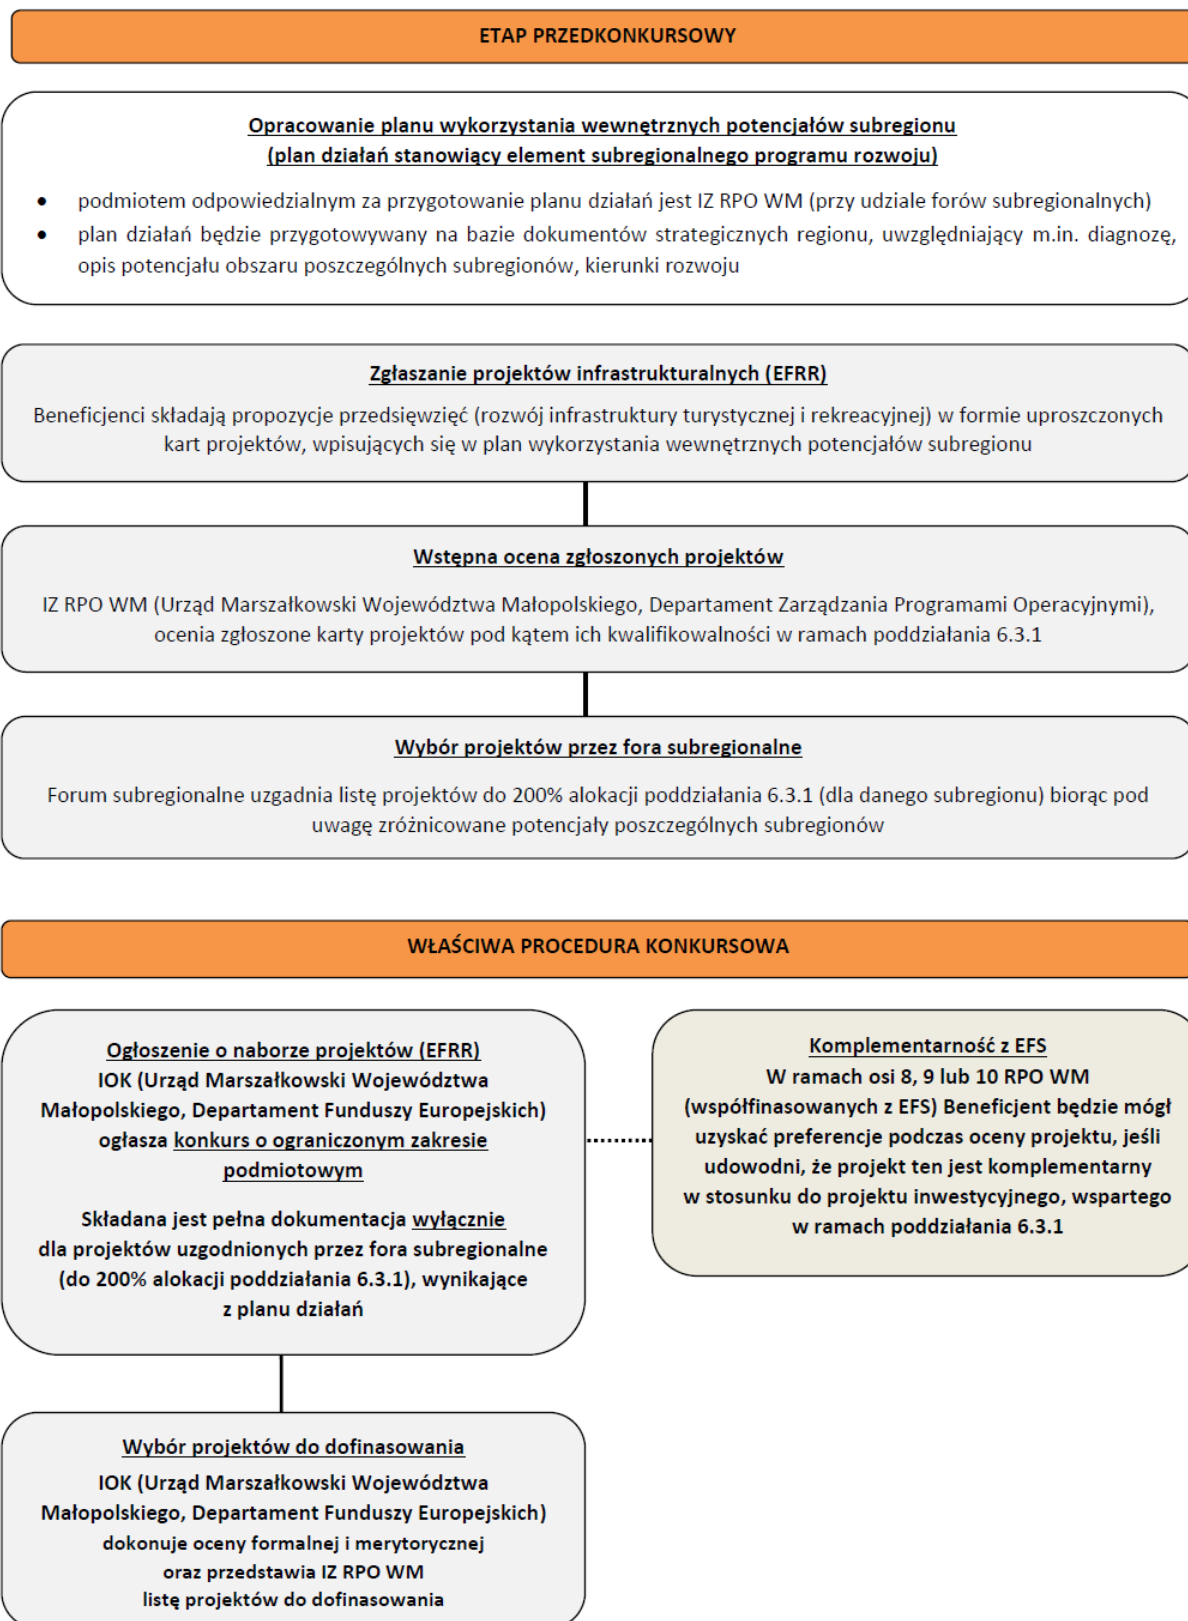 ETAP PRZEDKONKURSOWY
Opracowanie planu wykorzystania wewnętrznych potencjałów subregionu
(plan działań stanowiący element subregionalnego programu rozwoju)
• podmiotem odpowiedzialnym za przygotowanie planu działań jest IZ RPO WM (przy udziale forów subregionalnych)
• plan działań będzie przygotowywany na bazie dokumentów strategicznych regionu, uwzględniający m.in. diagnozę,
opis potencjału obszaru poszczególnych subregionów, kierunki rozwoju
Zgłaszanie projektów infrastrukturalnych (EFRR)
Beneficjenci składają propozycje przedsięwzięć (rozwój infrastruktury turystycznej i rekreacyjnej) w formie uproszczonych
kart projektów, wpisujących się w plan wykorzystania wewnętrznych potencjałów subregionu
Wstępna ocena zgłoszonych projektów
IZ RPO WM (Urząd Marszałkowski Województwa Małopolskiego, Departament Zarządzania Programami Operacyjnymi),
ocenia zgłoszone karty projektów pod kątem ich kwalifikowalności w ramach poddziałania 6.3.1
Wybór projektów przez fora subregionalne
Forum subregionalne uzgadnia listę projektów do 200% alokacji poddziałania 6.3.1 (dla danego subregionu) biorąc pod
uwagę zróżnicowane potencjały poszczególnych subregionów
WŁAŚCIWA PROCEDURA KONKURSOWA
Ogłoszenie o naborze projektów (EFRR)
IOK (Urząd Marszałkowski Województwa
Małopolskiego, Departament Funduszy Europejskich)
ogłasza konkurs o ograniczonym zakresie
podmiotowym
Składana jest pełna dokumentacja wyłącznie
dla projektów uzgodnionych przez fora subregionalne
(do 200% alokacji poddziałania 6.3.1), wynikające
z planu działań
Komplementarność z EFS
W ramach osi 8, 9 lub 10 RPO WM
(współfinasowanych z EFS) Beneficjent będzie mógł
uzyskać preferencje podczas oceny projektu, jeśli
udowodni, że projekt ten jest komplementarny
w stosunku do projektu inwestycyjnego, wspartego
w ramach poddziałania 6.3.1
Wybór projektów do dofinasowania
IOK (Urząd Marszałkowski Województwa
Małopolskiego, Departament Funduszy Europejskich)
dokonuje oceny formalnej i merytorycznej
oraz przedstawia IZ RPO WM
listę projektów do dofinasowania